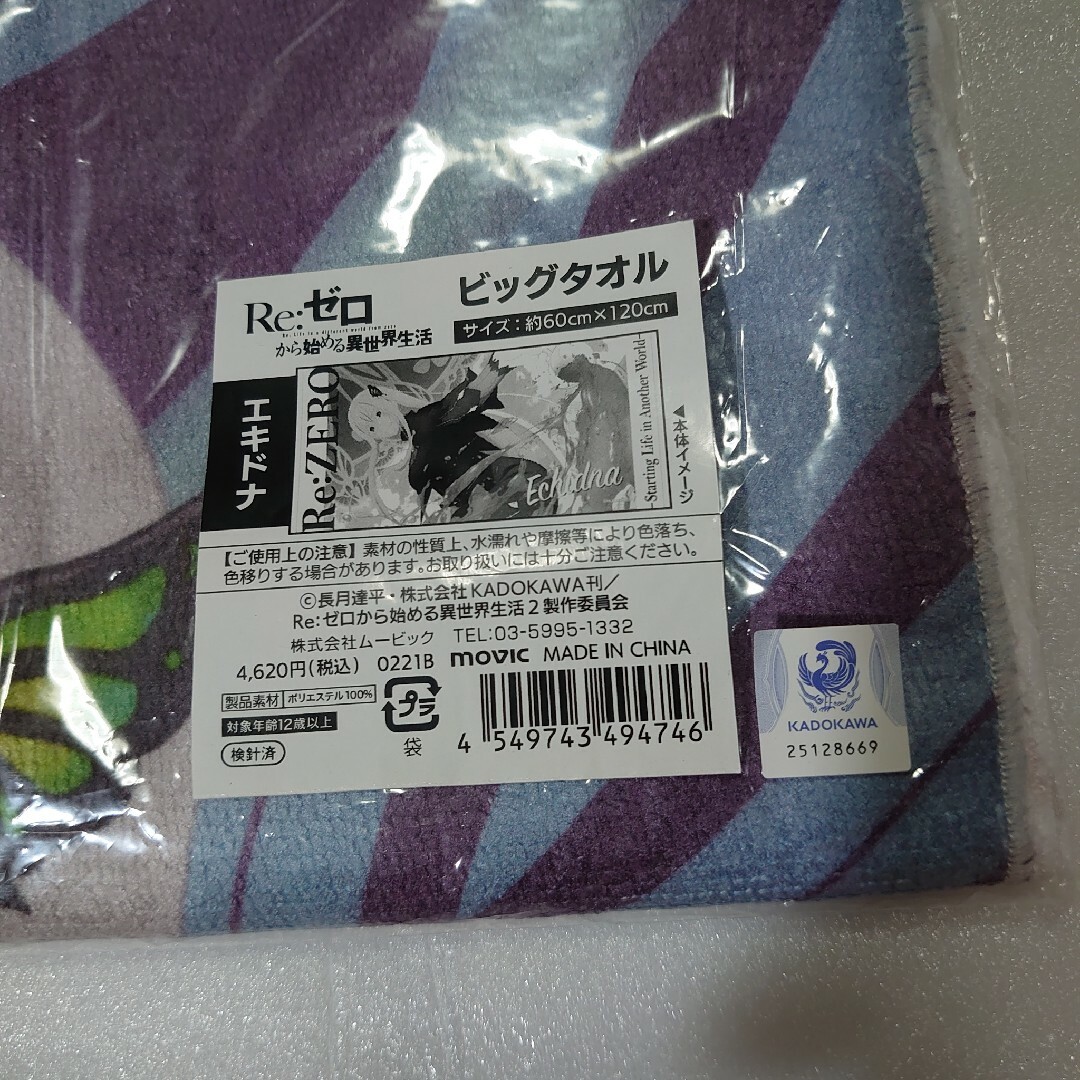 Re:ゼロ
Re: Life in a different world from zero
から始める異世界生活
ビッグタオル
サイズ：約60cm×120cm
エキドナ
Re:ZERO
Echidna
-Starting Life in Another World-
◀本体イメージ
【ご使用上の注意】素材の性質上、水濡れや摩擦等により色落ち、
色移りする場合があります。お取り扱いには十分ご注意ください。
©長月達平・株式会社KADOKAWA刊／
Re:ゼロから始める異世界生活2製作委員会
株式会社ムービック TEL:03-5995-1332
4,620円(税込) 0221B movic MADE IN CHINA
製品素材 ポリエステル100%
対象年齢12歳以上
検針済
プラ
袋
4 549743 494746
KADOKAWA
25128669